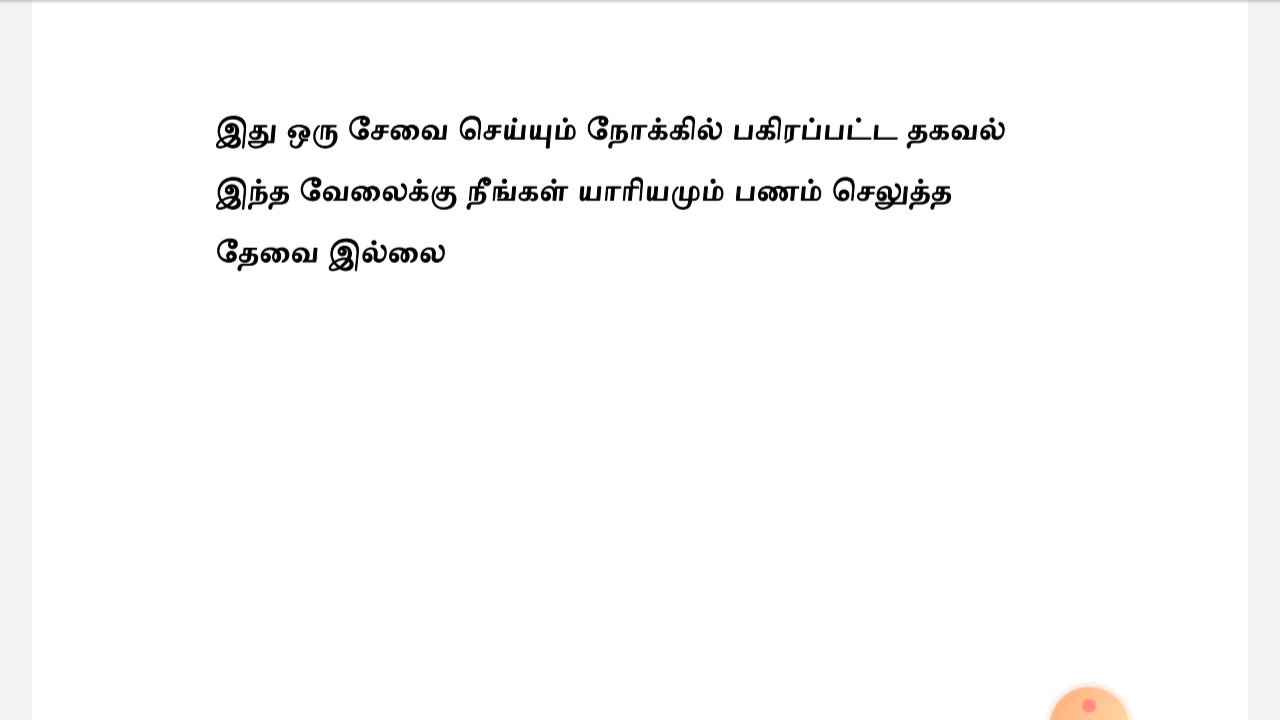 இது ஒரு சேவை செய்யும் நோக்கில் பகிரப்பட்ட தகவல்
இந்த வேலைக்கு நீங்கள் யாரியமும் பணம் செலுத்த
தேவை இல்லை